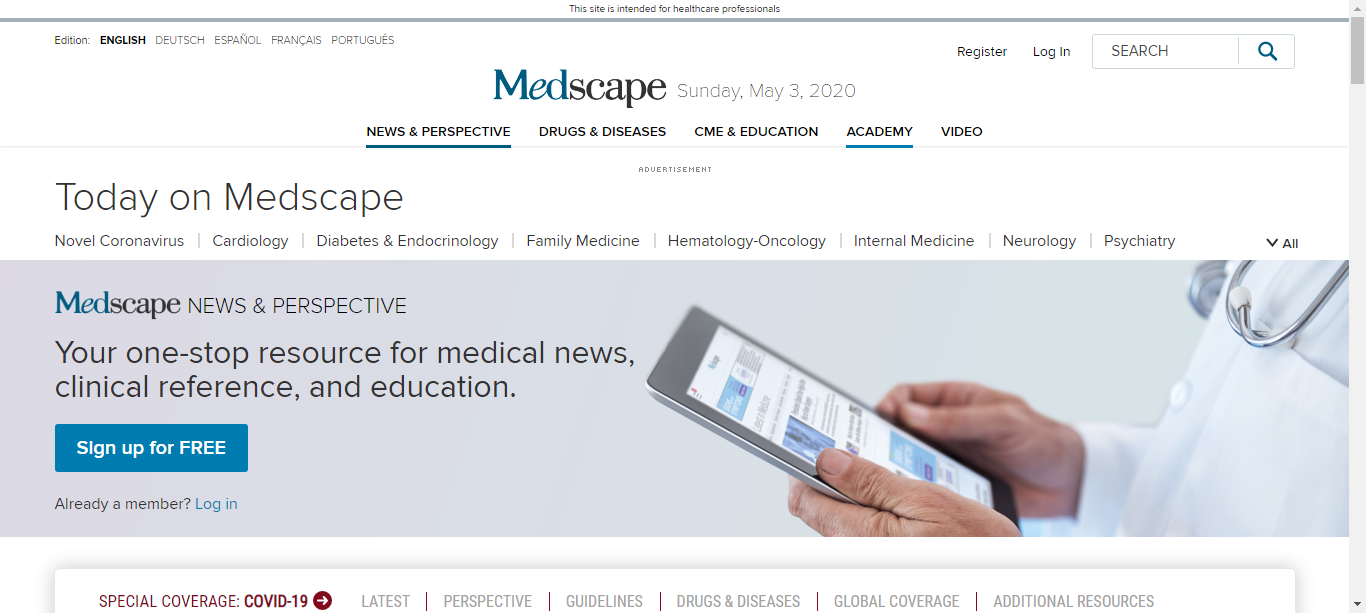 This site is intended for healthcare professionals
Edition: ENGLISH DEUTSCH ESPAÑOL FRANÇAIS PORTUGUÊS
Register Log In SEARCH
Medscape Sunday, May 3, 2020
NEWS & PERSPECTIVE DRUGS & DISEASES CME & EDUCATION ACADEMY VIDEO
ADVERTISEMENT
Today on Medscape
Novel Coronavirus | Cardiology | Diabetes & Endocrinology | Family Medicine | Hematology-Oncology | Internal Medicine | Neurology | Psychiatry All
Medscape NEWS & PERSPECTIVE
Your one-stop resource for medical news,
clinical reference, and education.
Sign up for FREE
Already a member? Log in
SPECIAL COVERAGE: COVID-19 LATEST | PERSPECTIVE | GUIDELINES | DRUGS & DISEASES | GLOBAL COVERAGE | ADDITIONAL RESOURCES